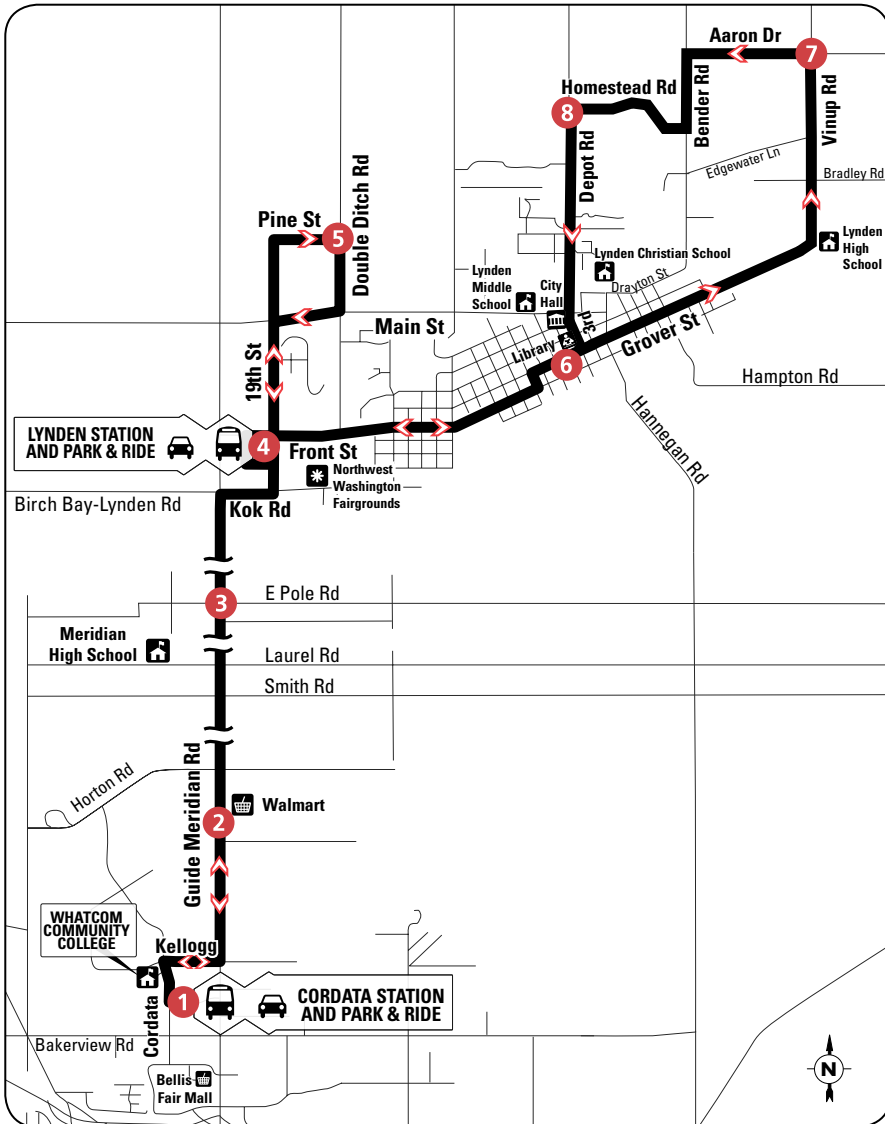 Aaron Dr
7
Homestead Rd
8
Bender Rd
Vinup Rd
Depot Rd
Edgewater Ln
Bradley Rd
Pine St
5
Double Ditch Rd
Lynden
High
School
Lynden Christian School
Lynden
Middle
School
City
Hall
Drayton St
Main St
3rd
Library
6
Grover St
19th St
Hampton Rd
Hannegan Rd
LYNDEN STATION
AND PARK & RIDE
4
Front St
Northwest
Washington
Fairgrounds
Birch Bay-Lynden Rd
Kok Rd
3
E Pole Rd
Meridian
High School
Laurel Rd
Smith Rd
Horton Rd
Guide Meridian Rd
2
Walmart
WHATCOM
COMMUNITY
COLLEGE
Kellogg
1
CORDATA STATION
AND PARK & RIDE
Cordata
Bakerview Rd
Bellis
Fair Mall
N